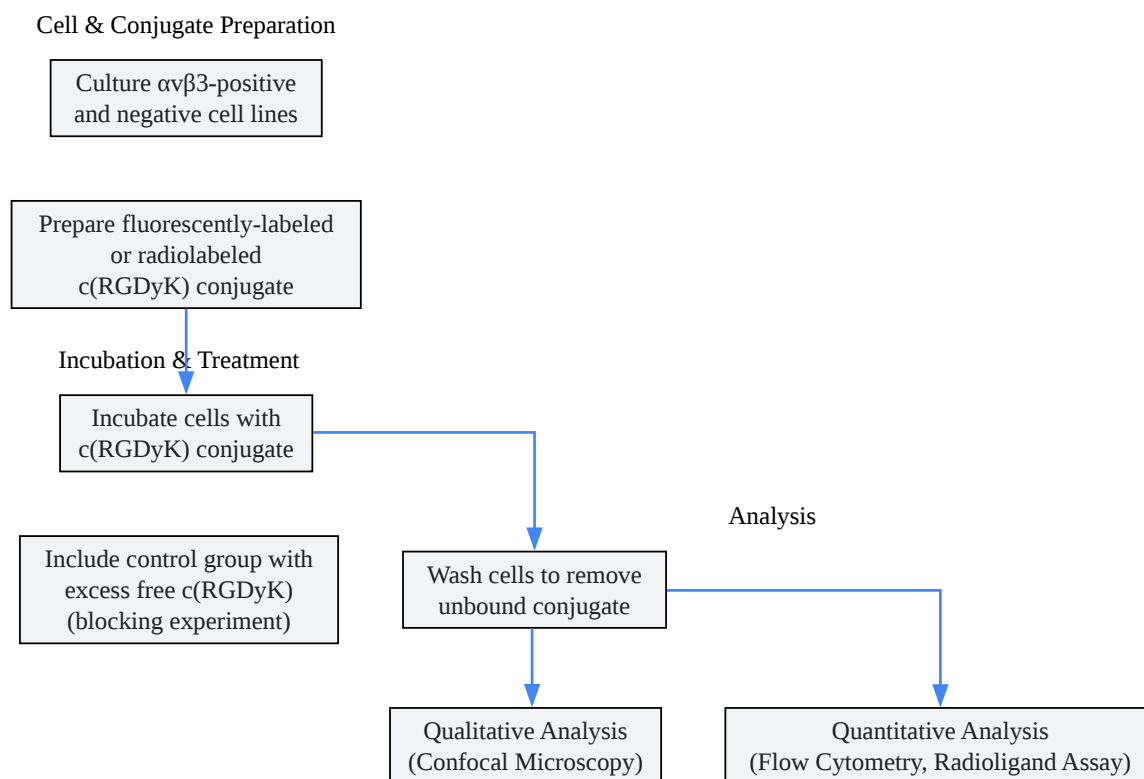 Cell & Conjugate Preparation
Culture αvβ3-positive
and negative cell lines
Prepare fluorescently-labeled
or radiolabeled
c(RGDyK) conjugate
Incubation & Treatment
Incubate cells with
c(RGDyK) conjugate
Include control group with
excess free c(RGDyK)
(blocking experiment)
Analysis
Wash cells to remove
unbound conjugate
Qualitative Analysis
(Confocal Microscopy)
Quantitative Analysis
(Flow Cytometry, Radioligand Assay)